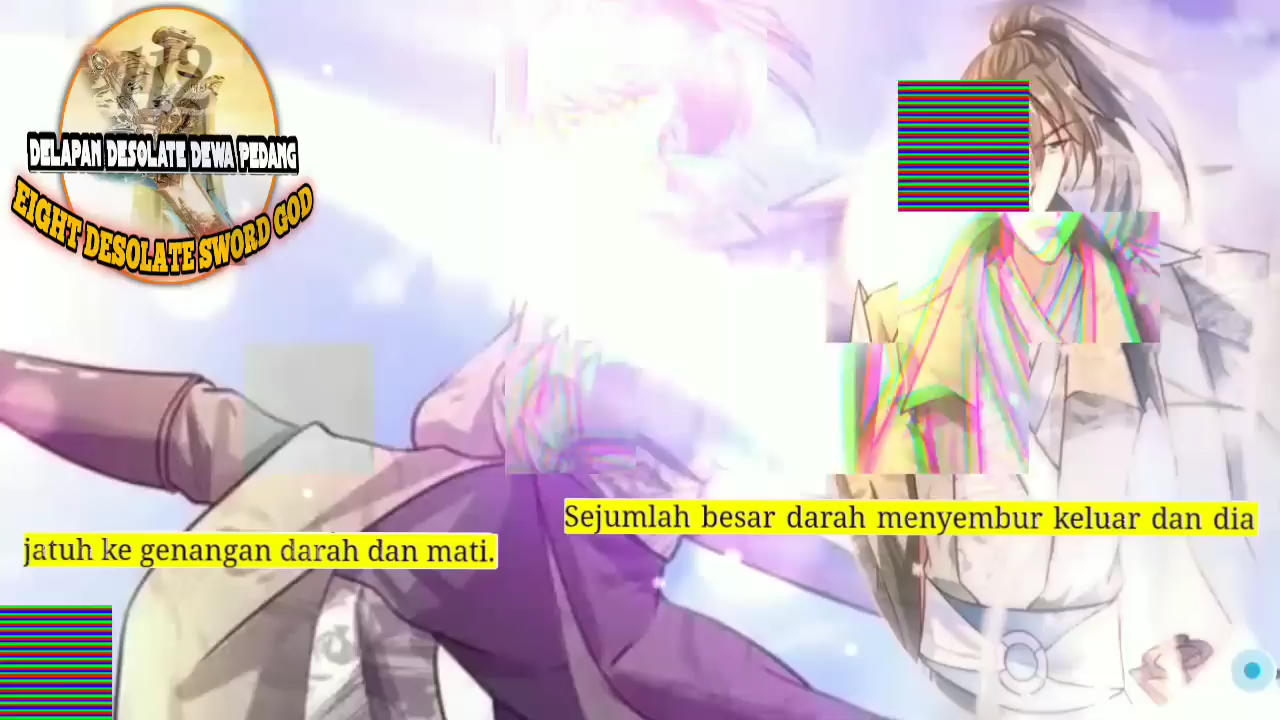 112
DELAPAN DESOLATE DEWA PEDANG
EIGHT DESOLATE SWORD GOD
Sejumlah besar darah menyembur keluar dan dia
jatuh ke genangan darah dan mati.